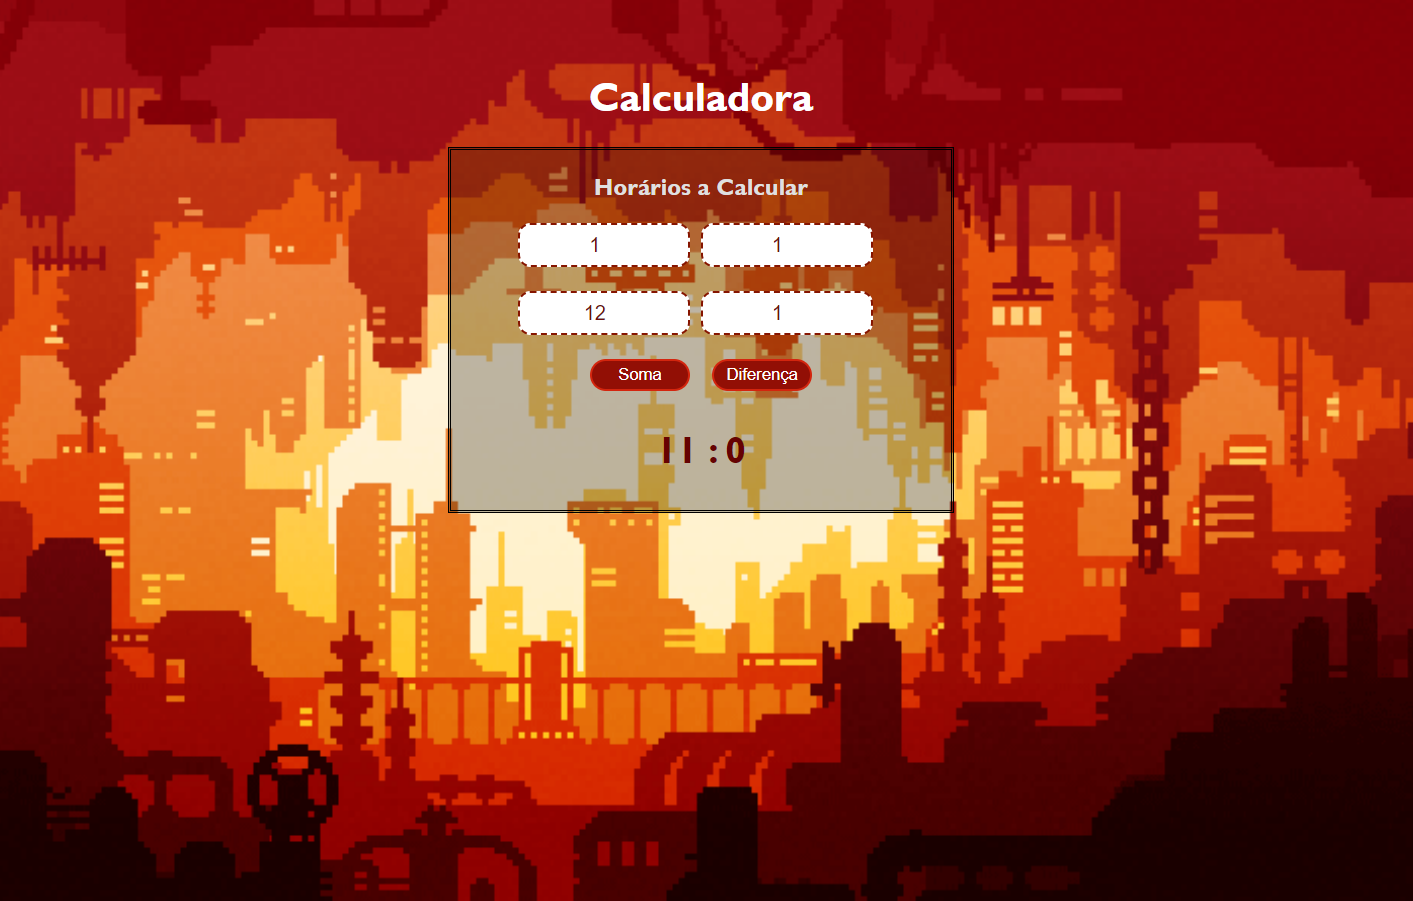 Calculadora
Horários a Calcular
1 1
12 1
Soma Diferença
11 : 0